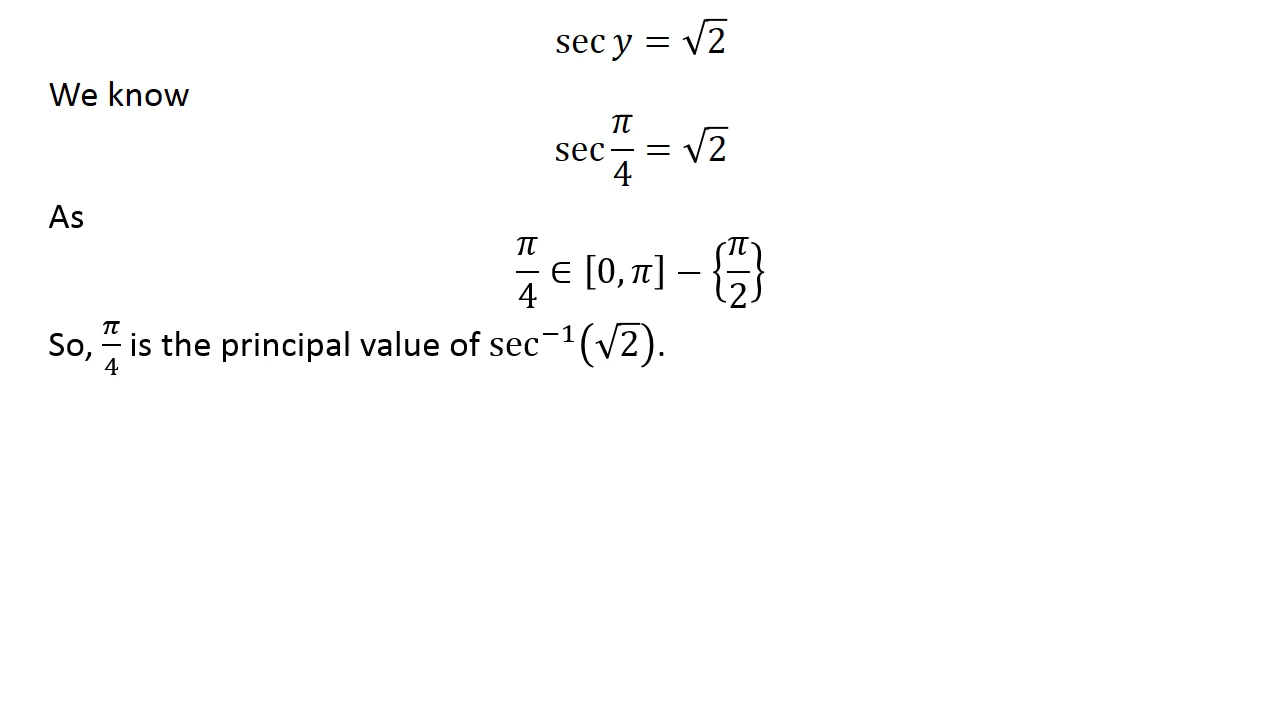 sec y = √2
We know
sec π/4 = √2
As
π/4 ∈ [0, π] − {π/2}
So, π/4 is the principal value of sec⁻¹(√2).